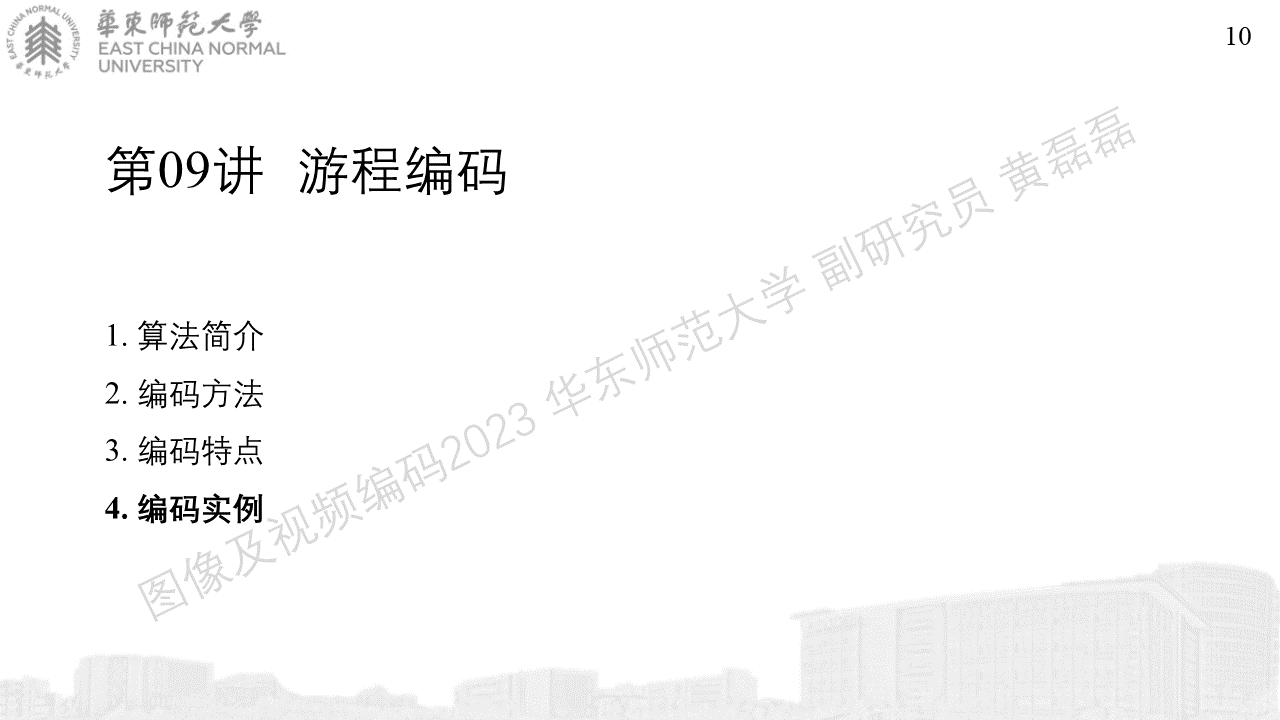 EAST CHINA NORMAL UNIVERSITY
華東師范大學
華東師范大學
EAST CHINA NORMAL
UNIVERSITY
10
第09讲 游程编码
1. 算法简介
2. 编码方法
3. 编码特点
4. 编码实例
图像及视频编码2023 华东师范大学 副研究员 黄磊磊